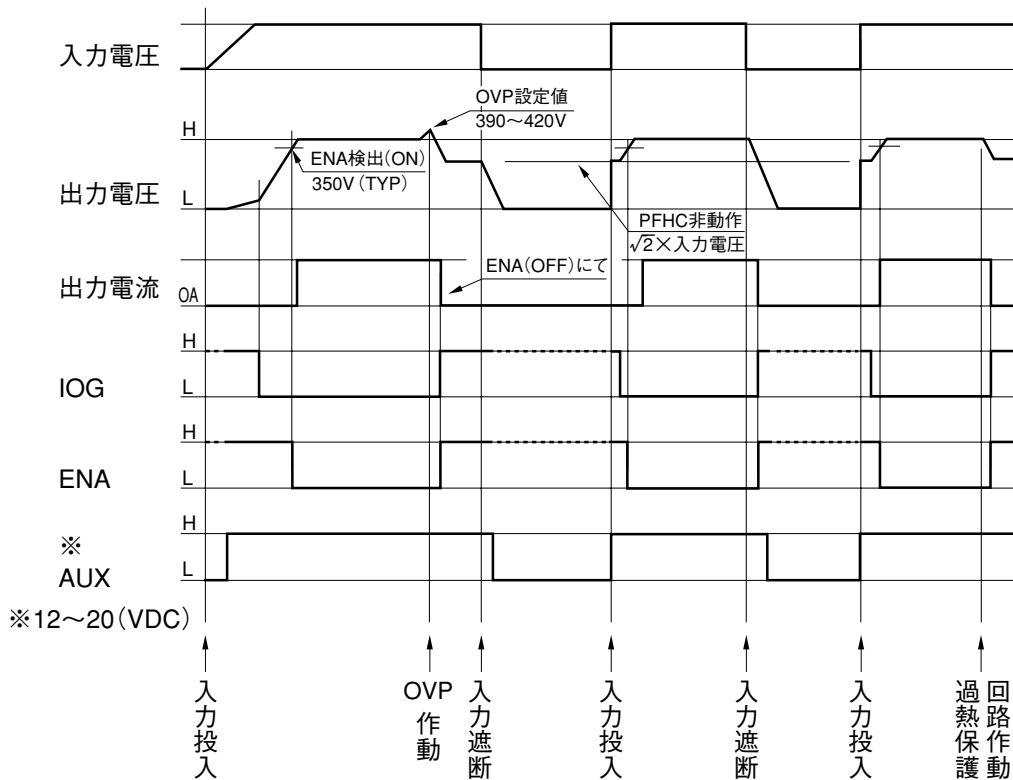 入力電圧
OVP設定値
390～420V
H
ENA検出(ON)
350V(TYP)
出力電圧
L
PFHC非動作
√2×入力電圧
ENA(OFF)にて
出力電流
0A
H
IOG
L
H
ENA
L
H
※
AUX
L
※12～20(VDC)
入力投入
OVP作動
入力遮断
入力投入
入力遮断
入力投入
過熱保護
回路作動